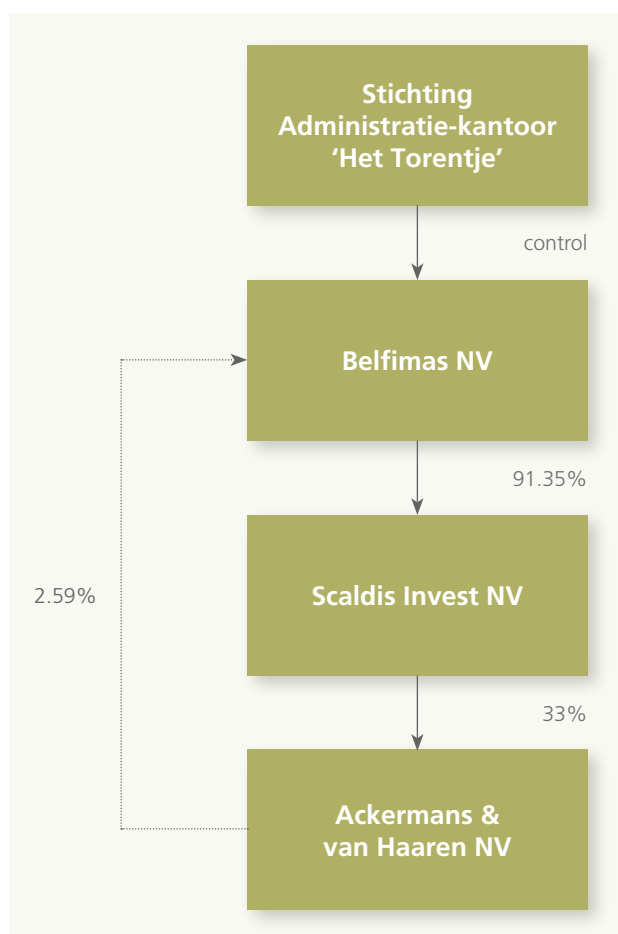 Stichting
Administratie-kantoor
‘Het Torentje’
control
Belfimas NV
91.35%
Scaldis Invest NV
2.59%
33%
Ackermans &
van Haaren NV